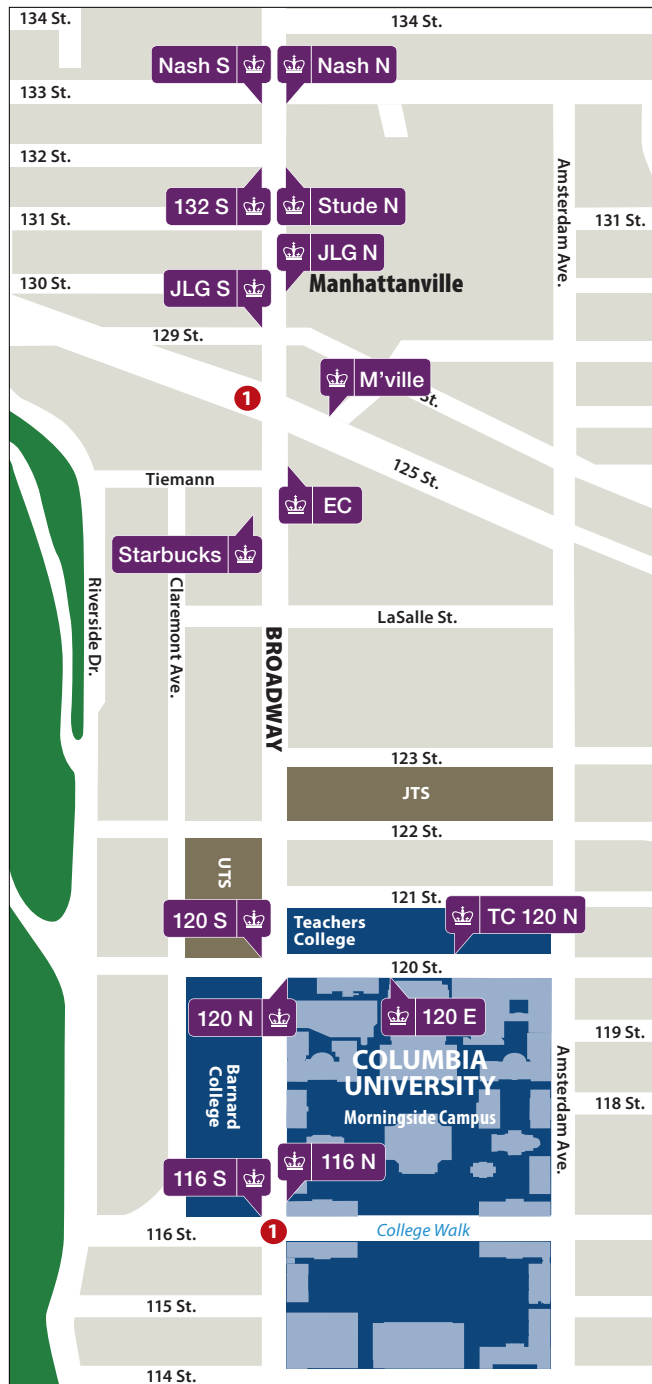 134 St.
134 St.
Nash S
Nash N
133 St.
132 St.
Amsterdam Ave.
132 S
Stude N
131 St.
131 St.
JLG N
130 St.
JLG S
Manhattanville
129 St.
M'ville
1
St.
125 St.
Tiemann
EC
Starbucks
Riverside Dr.
Claremont Ave.
LaSalle St.
BROADWAY
123 St.
JTS
122 St.
UTS
121 St.
120 S
Teachers
College
TC 120 N
120 St.
120 N
120 E
119 St.
COLUMBIA
UNIVERSITY
Morningside Campus
Barnard
College
Amsterdam Ave.
118 St.
116 N
116 S
1
116 St.
College Walk
115 St.
114 St.